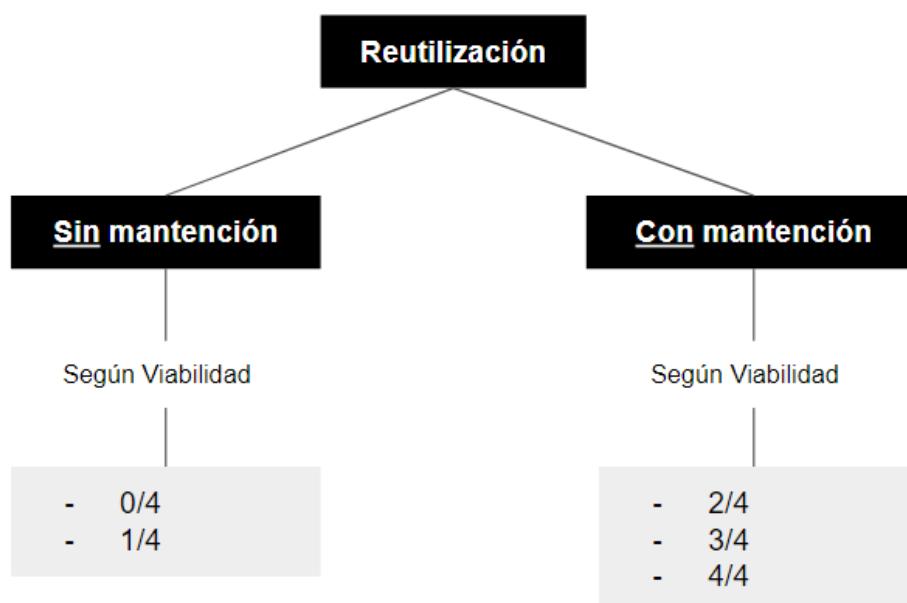 Reutilización
Sin mantención
Con mantención
Según Viabilidad
Según Viabilidad
- 0/4
- 1/4
- 2/4
- 3/4
- 4/4